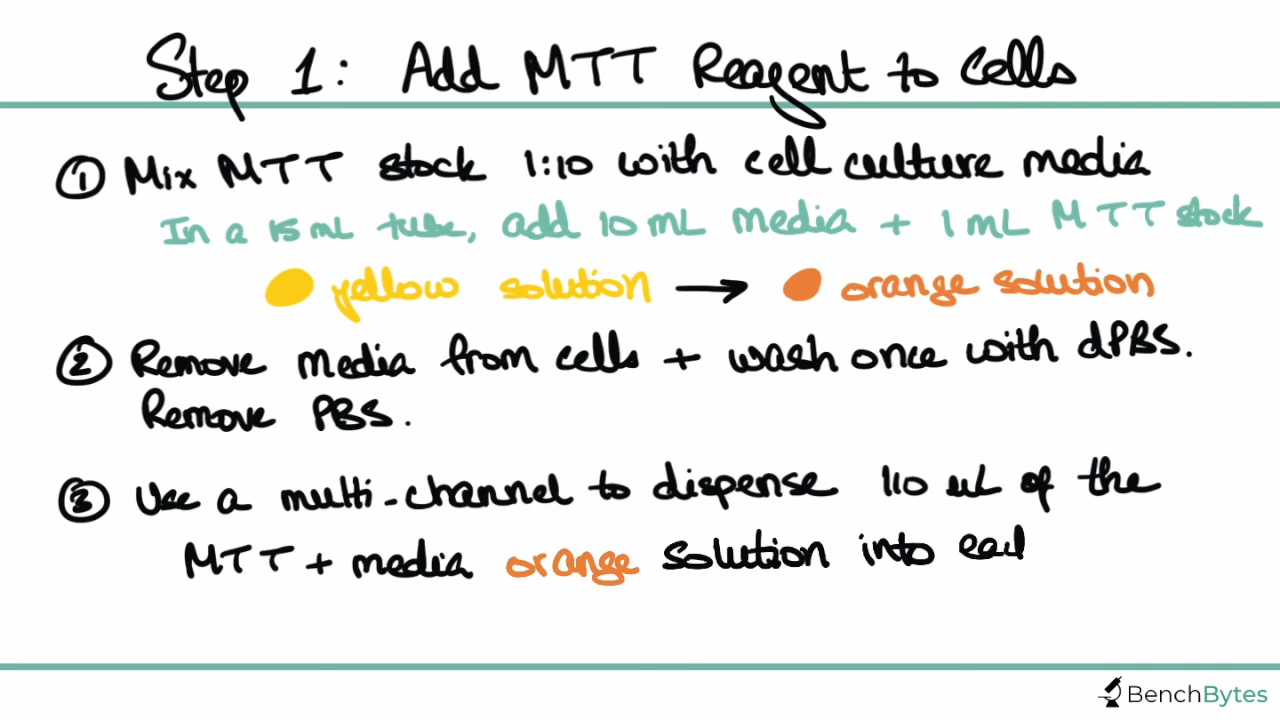 Step 1: Add MTT Reagent to cells
① Mix MTT stock 1:10 with cell culture media
In a 15 mL tube, add 10 mL media + 1 mL MTT stock
yellow solution → orange solution
② Remove media from cells + wash once with dPBS.
Remove PBS.
③ Use a multi-channel to dispense 110 uL of the
MTT + media orange solution into each
BenchBytes